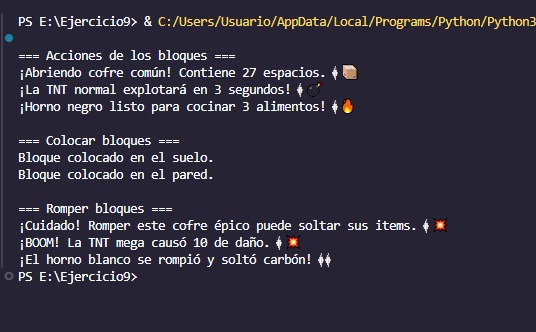 PS E:\Ejercicio9> & C:/Users/Usuario/AppData/Local/Programs/Python/Python3
=== Acciones de los bloques ===
¡Abriendo cofre común! Contiene 27 espacios. �📦
¡La TNT normal explotará en 3 segundos! �💣
¡Horno negro listo para cocinar 3 alimentos! �🔥
=== Colocar bloques ===
Bloque colocado en el suelo.
Bloque colocado en el pared.
=== Romper bloques ===
¡Cuidado! Romper este cofre épico puede soltar sus items. �💥
¡BOOM! La TNT mega causó 10 de daño. �💥
¡El horno blanco se rompió y soltó carbón! ��
PS E:\Ejercicio9>